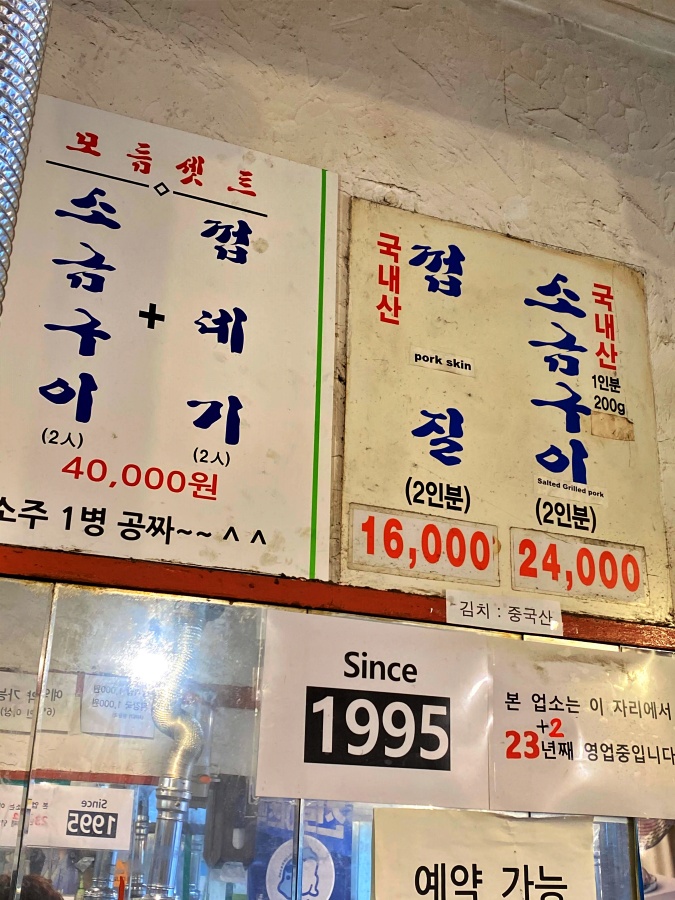 모듬셋트
소금구이
(2人)
+
껍데기
(2人)
40,000원
소주 1병 공짜~~ ^ ^
국내산
껍질
pork skin
(2인분)
16,000
소금구이
국내산
1인분
200g
Salted Grilled pork
(2인분)
24,000
김치 : 중국산
Since
1995
본 업소는 이 자리에서
+2
23년째 영업중입니다
예약 가능
Since
1995